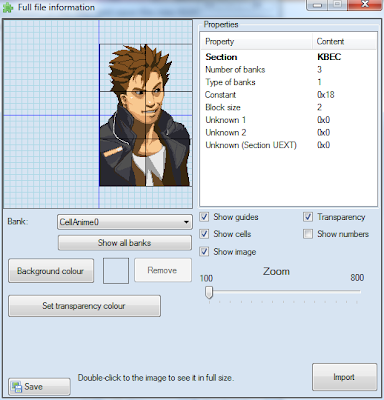 Full file information
Properties
Property Content
Section KBEC
Number of banks 3
Type of banks 1
Constant 0x18
Block size 2
Unknown 1 0x0
Unknown 2 0x0
Unknown (Section UEXT) 0x0
Bank: CellAnime0
Show all banks
Show guides Transparency
Show cells Show numbers
Show image
Background colour Remove
Zoom
100 800
Set transparency colour
Save
Double-click to the image to see it in full size.
Import